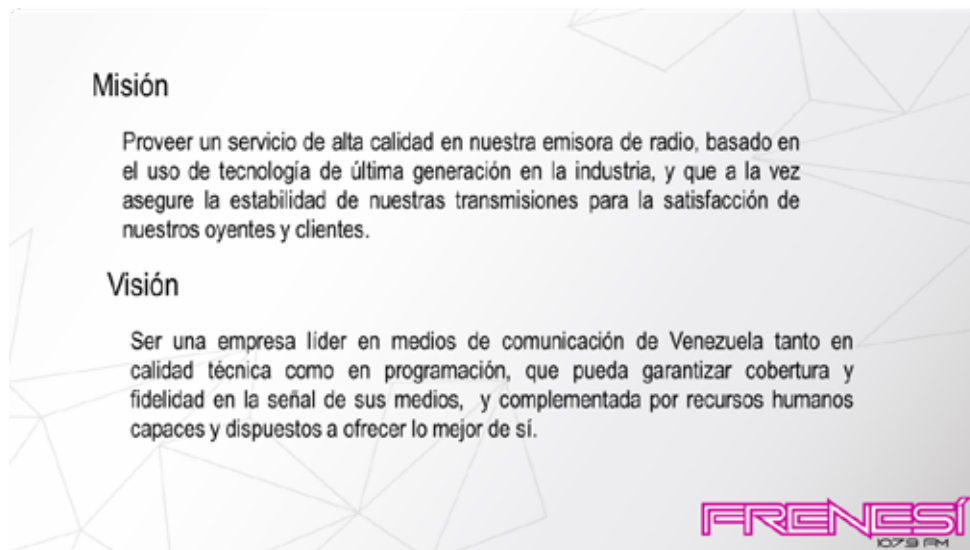 Misión
Proveer un servicio de alta calidad en nuestra emisora de radio, basado en
el uso de tecnología de última generación en la industria, y que a la vez
asegure la estabilidad de nuestras transmisiones para la satisfacción de
nuestros oyentes y clientes.
Visión
Ser una empresa líder en medios de comunicación de Venezuela tanto en
calidad técnica como en programación, que pueda garantizar cobertura y
fidelidad en la señal de sus medios, y complementada por recursos humanos
capaces y dispuestos a ofrecer lo mejor de sí.
FRENESÍ
107.9 FM